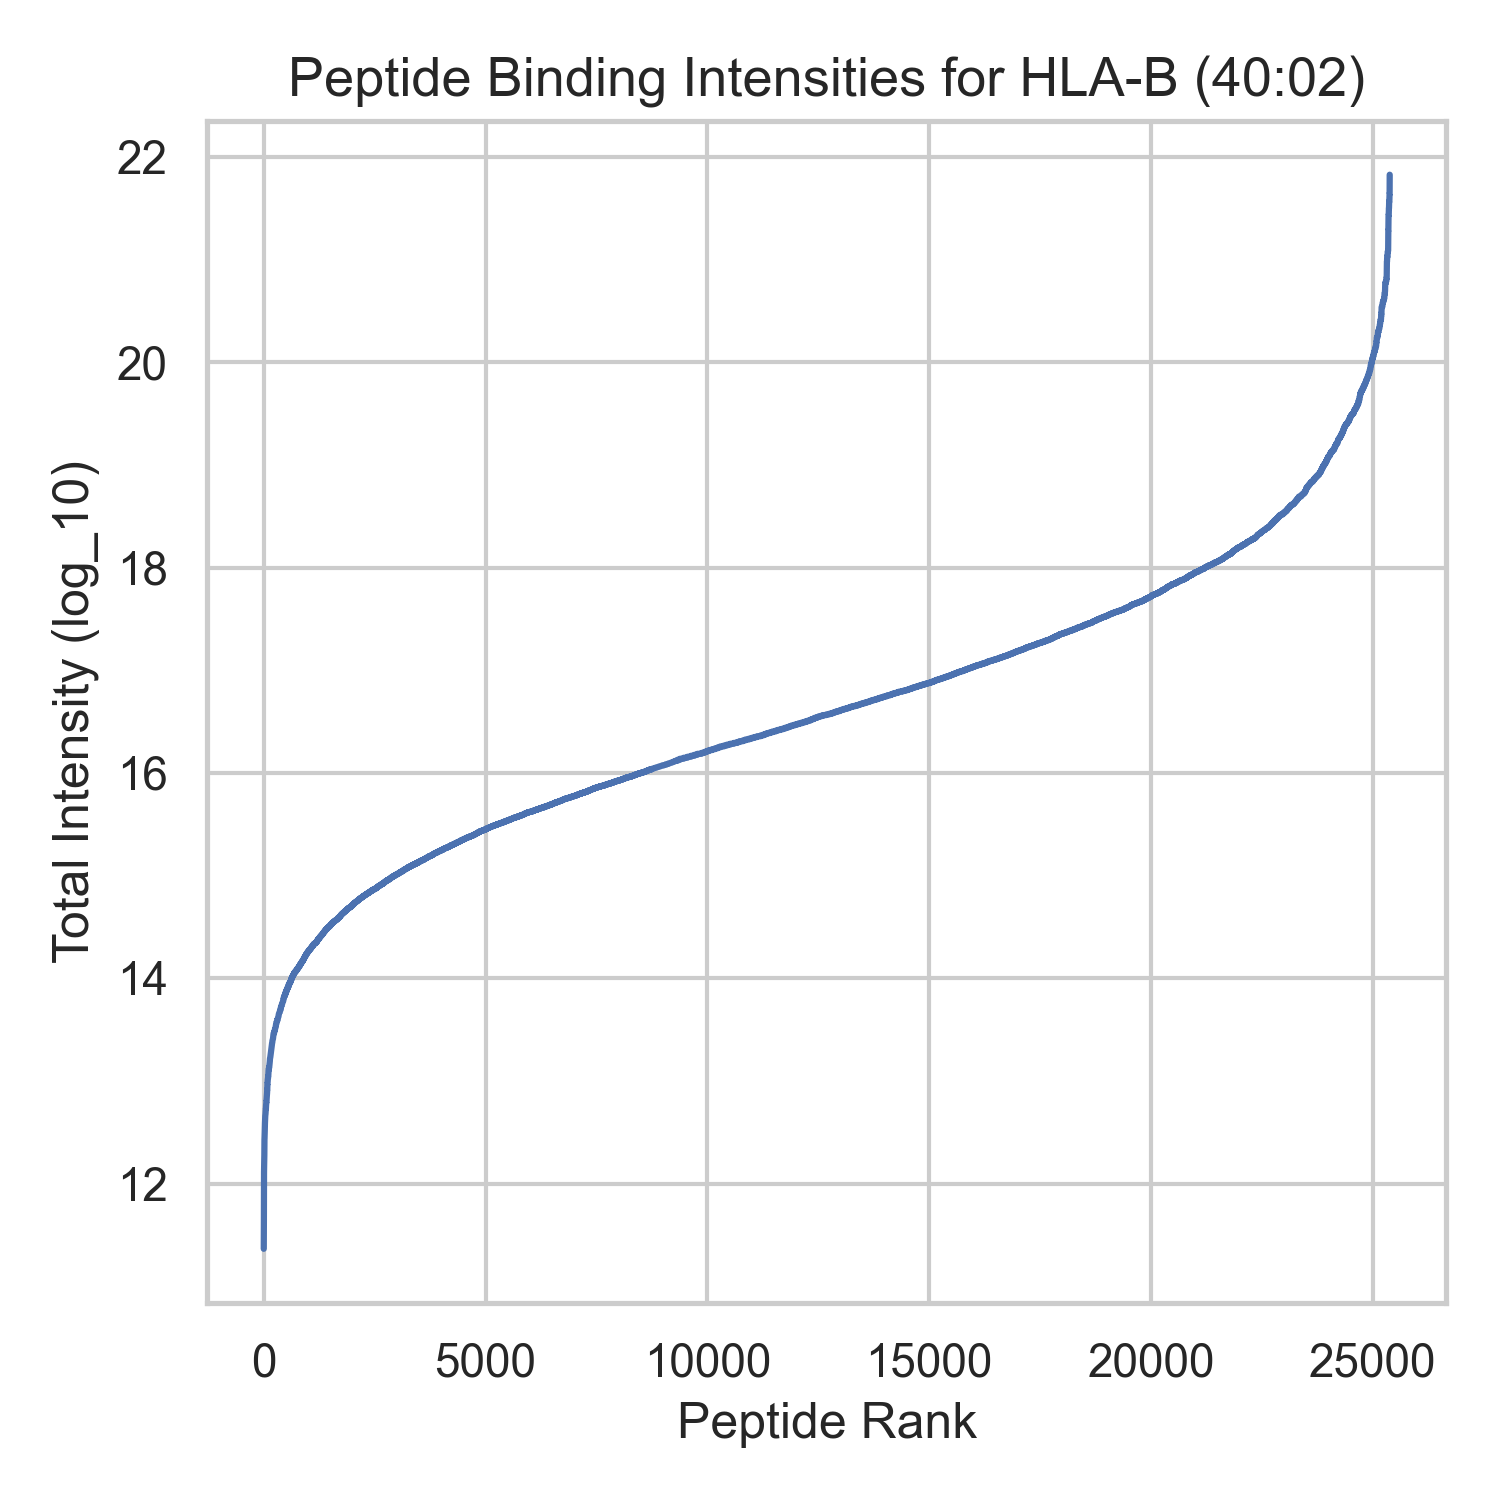 Peptide Binding Intensities for HLA-B (40:02)
Total Intensity (log_10)
22
20
18
16
14
12
0 5000 10000 15000 20000 25000
Peptide Rank